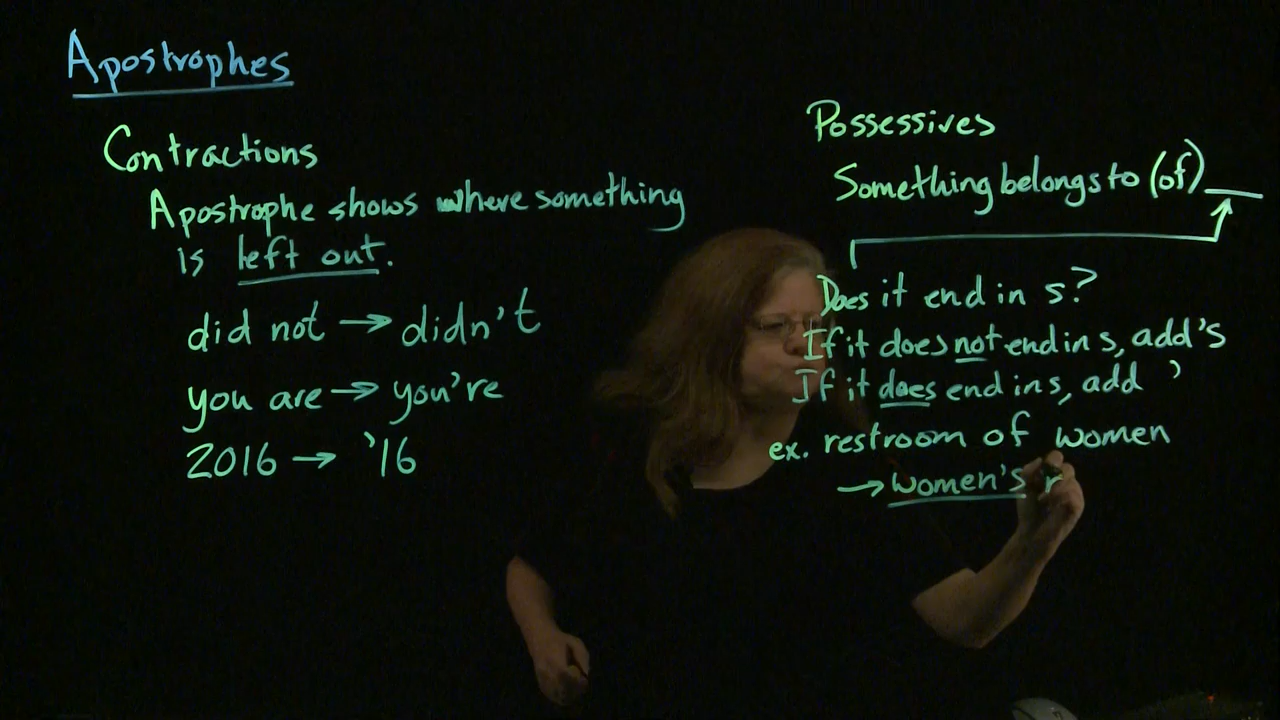 Apostrophes
Contractions
Apostrophe shows where something
is left out.
did not → didn't
you are → you're
2016 → '16
Possessives
Something belongs to (of) __
Does it end in s?
If it does not end in s, add 's
If it does end in s, add '
ex. restroom of women
→ women's r